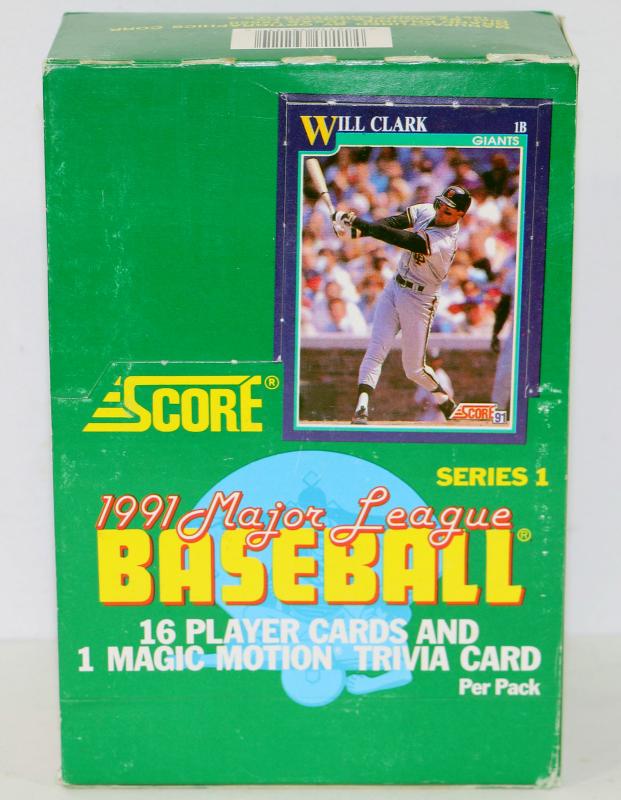 WILL CLARK 1B
GIANTS
SCORE 91
SCORE®
SERIES 1
1991 Major League
BASEBALL®
16 PLAYER CARDS AND
1 MAGIC MOTION® TRIVIA CARD
Per Pack